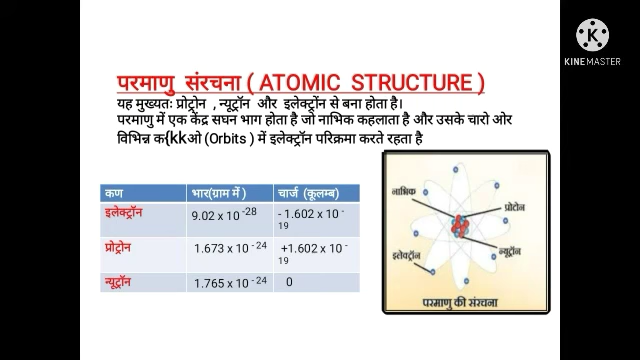 KINEMASTER
परमाणु संरचना ( ATOMIC STRUCTURE )
यह मुख्यतः प्रोट्रोन , न्यूट्रॉन और इलेक्ट्रोंन से बना होता है।
परमाणु में एक केंद्र सघन भाग होता है जो नाभिक कहलाता है और उसके चारो ओर
विभिन्न क{kkओ (Orbits ) में इलेक्ट्रॉन परिक्रमा करते रहता है
कण भार(ग्राम में ) चार्ज (कूलम्ब)
इलेक्ट्रॉन 9.02 x 10 -28 - 1.602 x 10 -19
प्रोट्रोन 1.673 x 10 -24 +1.602 x 10 -19
न्यूट्रॉन 1.765 x 10 -24 0
नाभिक
प्रोटोन
न्यूट्रॉन
इलेक्ट्रॉन
परमाणु की संरचना